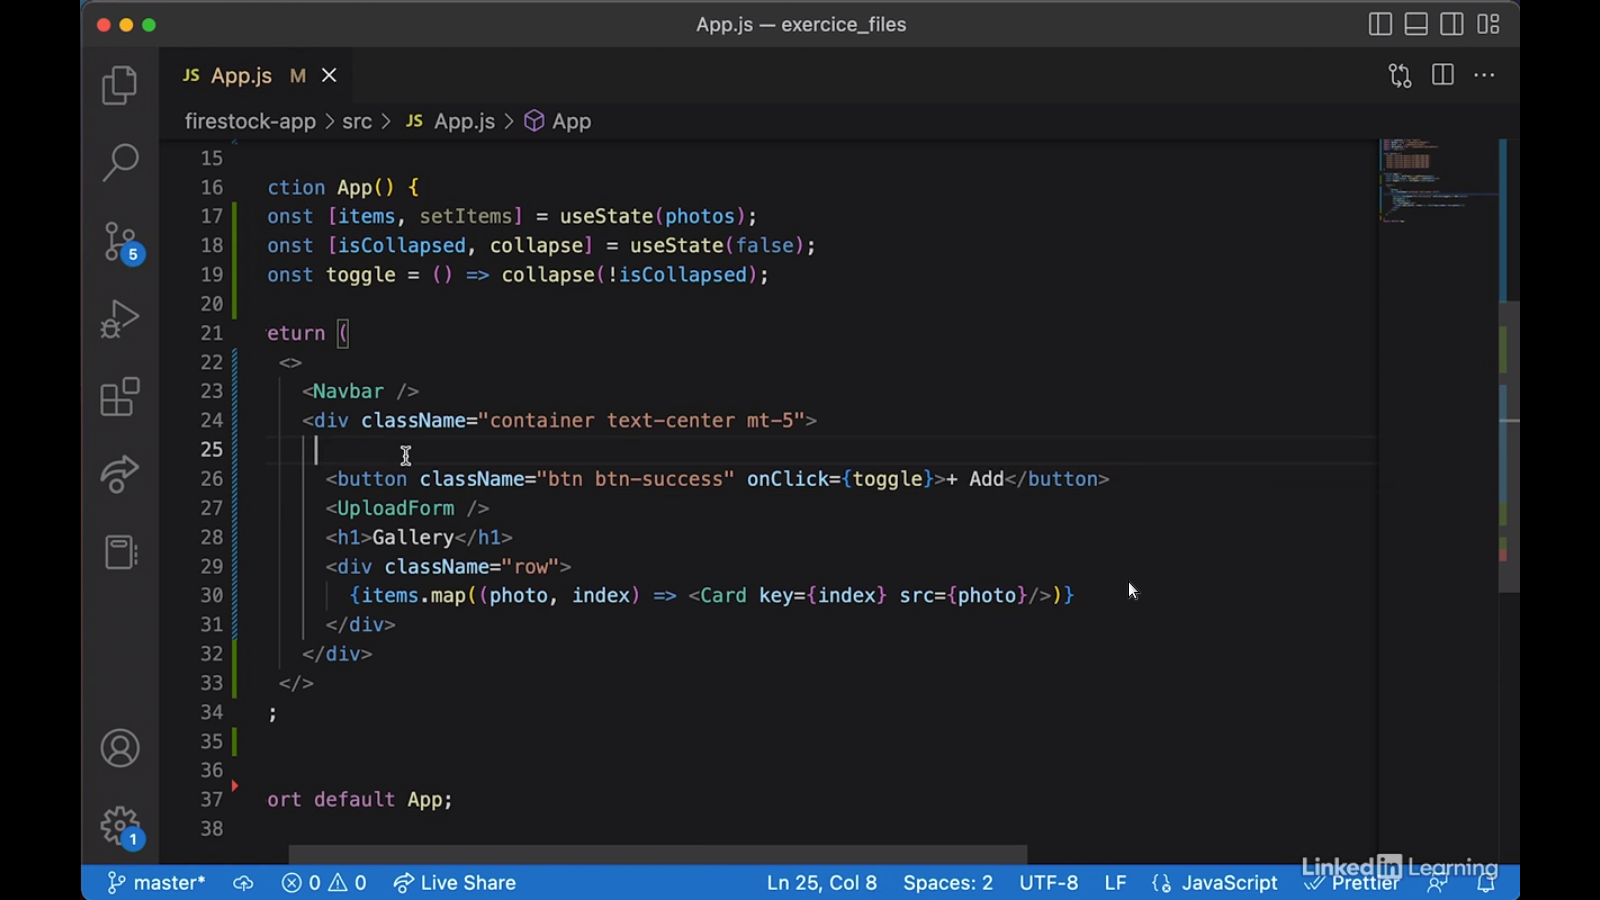 App.js — exercice_files
JS App.js M
firestock-app > src > JS App.js > App
15
16 ction App() {
17 onst [items, setItems] = useState(photos);
18 onst [isCollapsed, collapse] = useState(false);
19 onst toggle = () => collapse(!isCollapsed);
20
21 eturn (
22 <>
23 <Navbar />
24 <div className="container text-center mt-5">
25
26 <button className="btn btn-success" onClick={toggle}>+ Add</button>
27 <UploadForm />
28 <h1>Gallery</h1>
29 <div className="row">
30 {items.map((photo, index) => <Card key={index} src={photo}/>)}
31 </div>
32 </div>
33 </>
34 ;
35
36
37 ort default App;
38
5
1
LinkedIn Learning
master* 0 0 Live Share Ln 25, Col 8 Spaces: 2 UTF-8 LF {} JavaScript Prettier